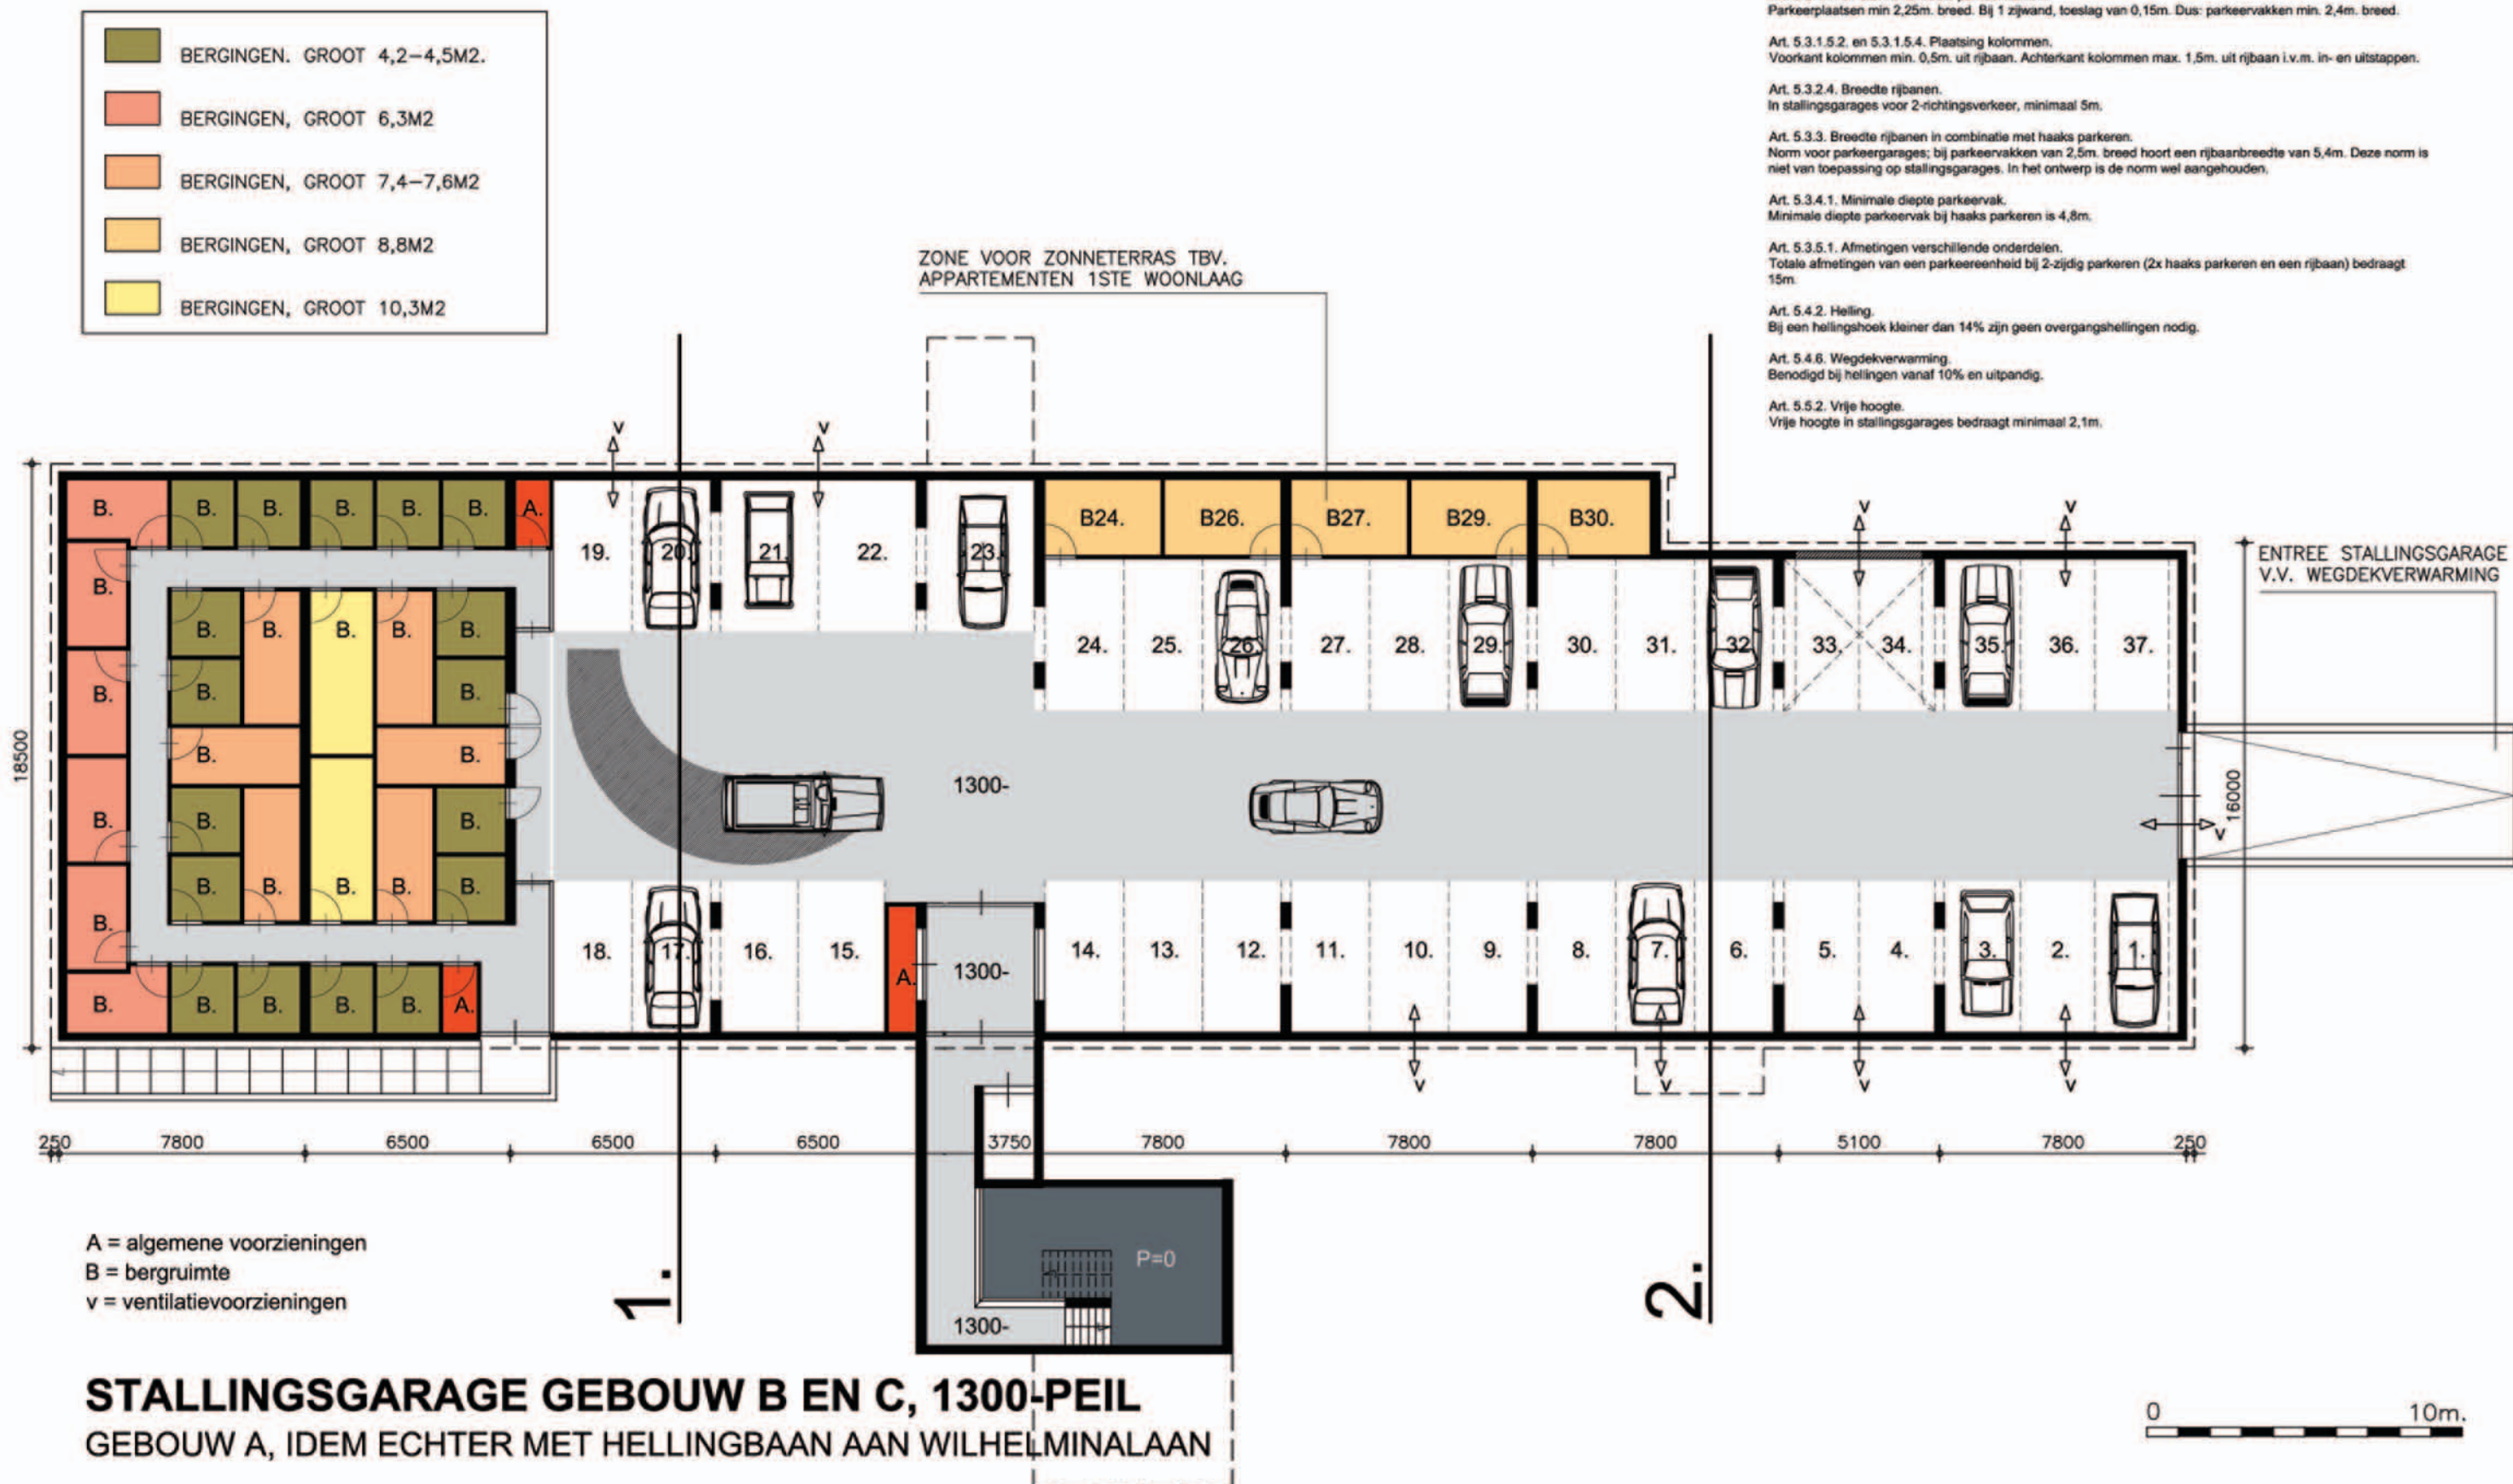 BERGINGEN. GROOT 4,2–4,5M2.
BERGINGEN, GROOT 6,3M2
BERGINGEN, GROOT 7,4–7,6M2
BERGINGEN, GROOT 8,8M2
BERGINGEN, GROOT 10,3M2
Parkeerplaatsen min 2,25m. breed. Bij 1 zijwand, toeslag van 0,15m. Dus: parkeervakken min. 2,4m. breed.
Art. 5.3.1.5.2. en 5.3.1.5.4. Plaatsing kolommen.
Voorkant kolommen min. 0,5m. uit rijbaan. Achterkant kolommen max. 1,5m. uit rijbaan i.v.m. in- en uitstappen.
Art. 5.3.2.4. Breedte rijbanen.
In stallingsgarages voor 2-richtingsverkeer, minimaal 5m.
Art. 5.3.3. Breedte rijbanen in combinatie met haaks parkeren.
Norm voor parkeergarages; bij parkeervakken van 2,5m. breed hoort een rijbaanbreedte van 5,4m. Deze norm is
niet van toepassing op stallingsgarages. In het ontwerp is de norm wel aangehouden.
Art. 5.3.4.1. Minimale diepte parkeervak.
Minimale diepte parkeervak bij haaks parkeren is 4,8m.
Art. 5.3.5.1. Afmetingen verschillende onderdelen.
Totale afmetingen van een parkeereenheid bij 2-zijdig parkeren (2x haaks parkeren en een rijbaan) bedraagt
15m.
Art. 5.4.2. Helling.
Bij een hellingshoek kleiner dan 14% zijn geen overgangshellingen nodig.
Art. 5.4.6. Wegdekverwarming.
Benodigd bij hellingen vanaf 10% en uitpandig.
Art. 5.5.2. Vrije hoogte.
Vrije hoogte in stallingsgarages bedraagt minimaal 2,1m.
ZONE VOOR ZONNETERRAS TBV.
APPARTEMENTEN 1STE WOONLAAG
v v
v v
B. B. B. B. B. B. A.
B24. B26. B27. B29. B30.
19. 20. 21. 22. 23.
ENTREE STALLINGSGARAGE
V.V. WEGDEKVERWARMING
B.
B. B. B. B. B.
24. 25. 26. 27. 28. 29. 30. 31. 32. 33. 34. 35. 36. 37.
B. B. B.
B. B.
18500
1300-
16000
B. B. B.
v
B. B. B. B. B.
B.
18. 17. 16. 15. 14. 13. 12. 11. 10. 9. 8. 7. 6. 5. 4. 3. 2. 1.
A. 1300-
B. B. B. B. B. A.
v v v v
250 7800 6500 6500 6500 3750 7800 7800 7800 5100 7800 250
A = algemene voorzieningen
B = bergruimte
v = ventilatievoorzieningen
P=0
1.
2.
1300-
STALLINGSGARAGE GEBOUW B EN C, 1300-PEIL
GEBOUW A, IDEM ECHTER MET HELLINGBAAN AAN WILHELMINALAAN
0 10m.